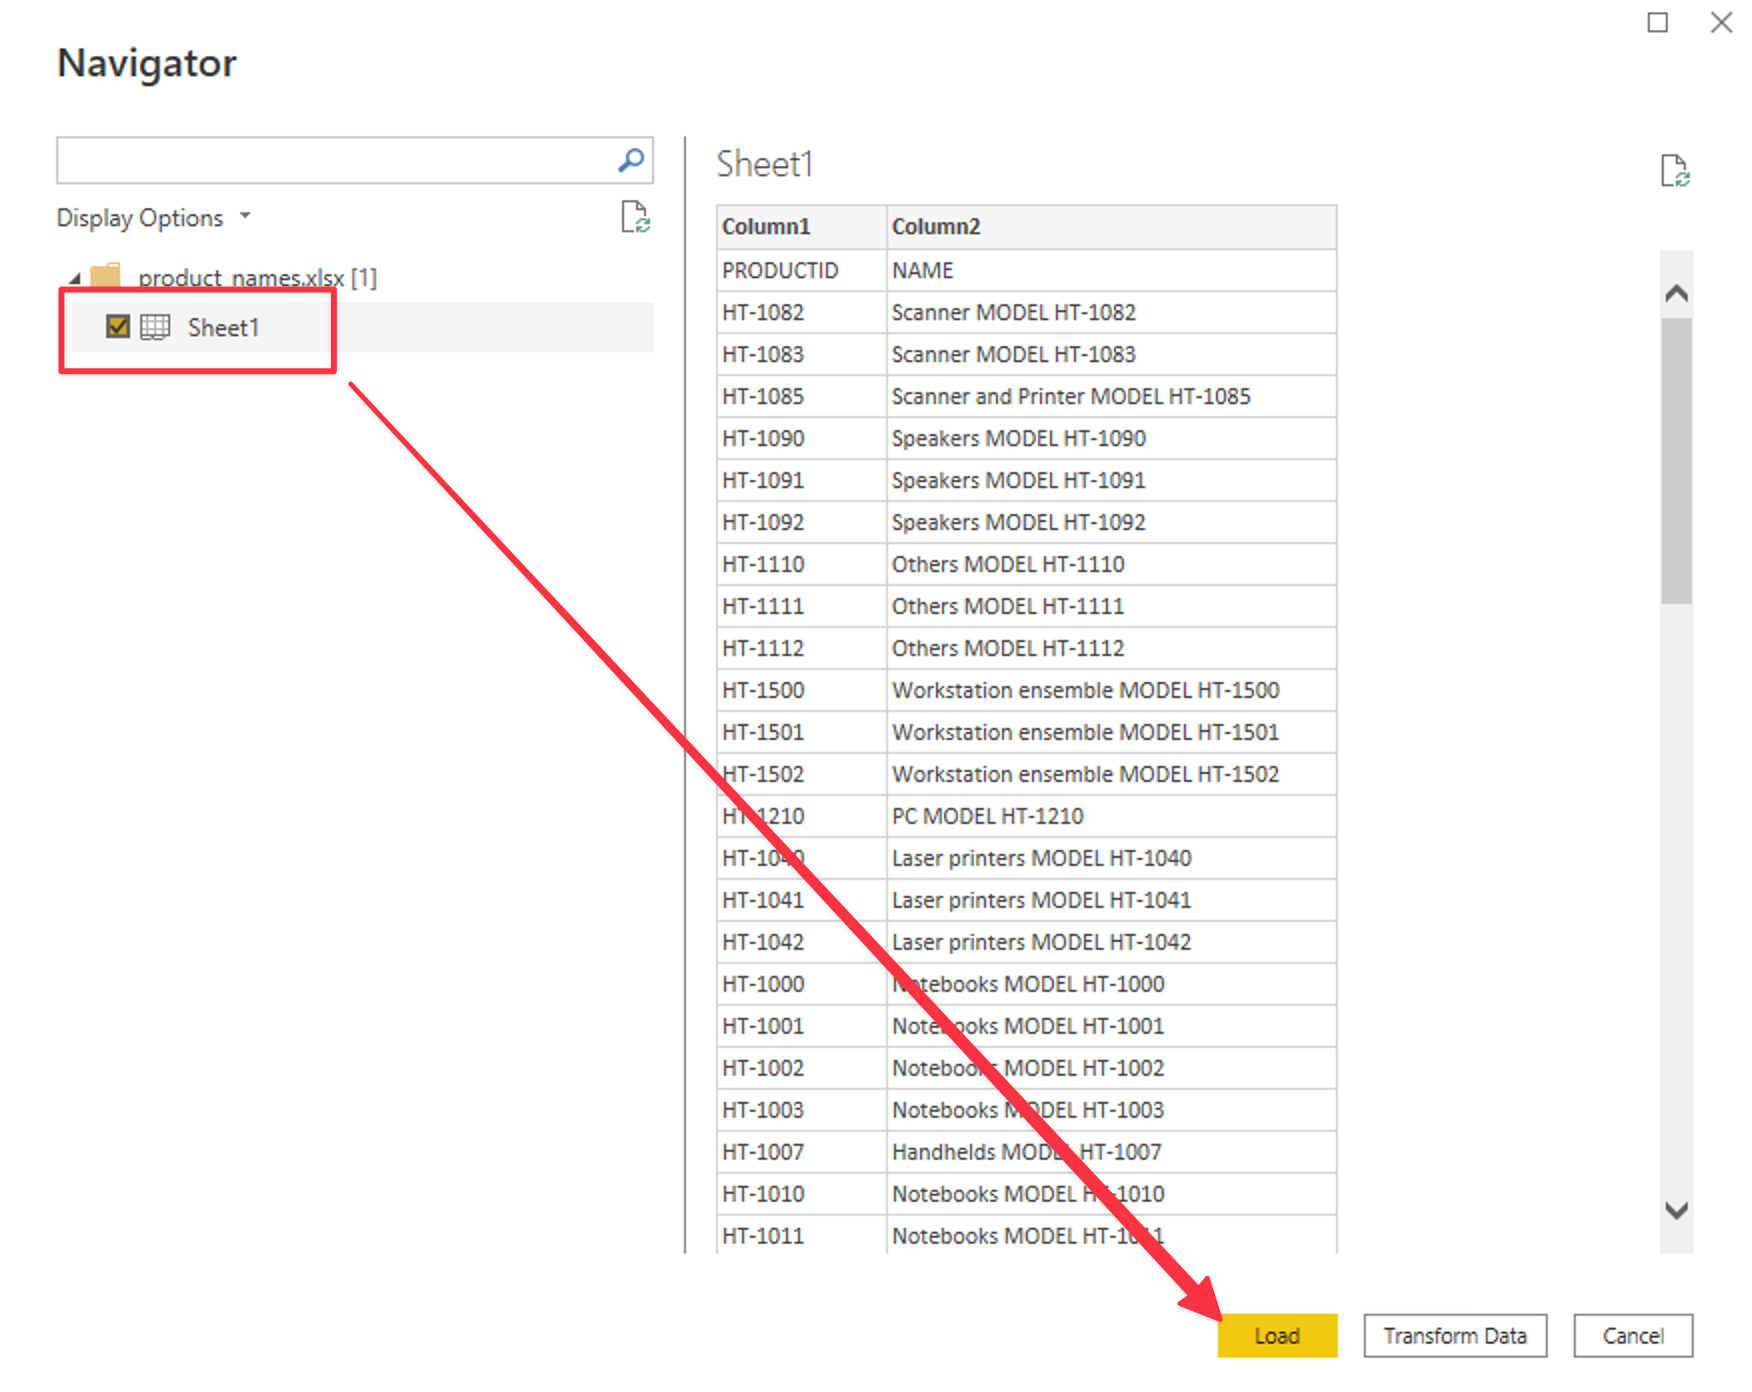 Navigator
Display Options
product_names.xlsx [1]
Sheet1
Sheet1
Column1 Column2
PRODUCTID NAME
HT-1082 Scanner MODEL HT-1082
HT-1083 Scanner MODEL HT-1083
HT-1085 Scanner and Printer MODEL HT-1085
HT-1090 Speakers MODEL HT-1090
HT-1091 Speakers MODEL HT-1091
HT-1092 Speakers MODEL HT-1092
HT-1110 Others MODEL HT-1110
HT-1111 Others MODEL HT-1111
HT-1112 Others MODEL HT-1112
HT-1500 Workstation ensemble MODEL HT-1500
HT-1501 Workstation ensemble MODEL HT-1501
HT-1502 Workstation ensemble MODEL HT-1502
HT-1210 PC MODEL HT-1210
HT-1040 Laser printers MODEL HT-1040
HT-1041 Laser printers MODEL HT-1041
HT-1042 Laser printers MODEL HT-1042
HT-1000 Notebooks MODEL HT-1000
HT-1001 Notebooks MODEL HT-1001
HT-1002 Notebooks MODEL HT-1002
HT-1003 Notebooks MODEL HT-1003
HT-1007 Handhelds MODEL HT-1007
HT-1010 Notebooks MODEL HT-1010
HT-1011 Notebooks MODEL HT-1011
Load Transform Data Cancel